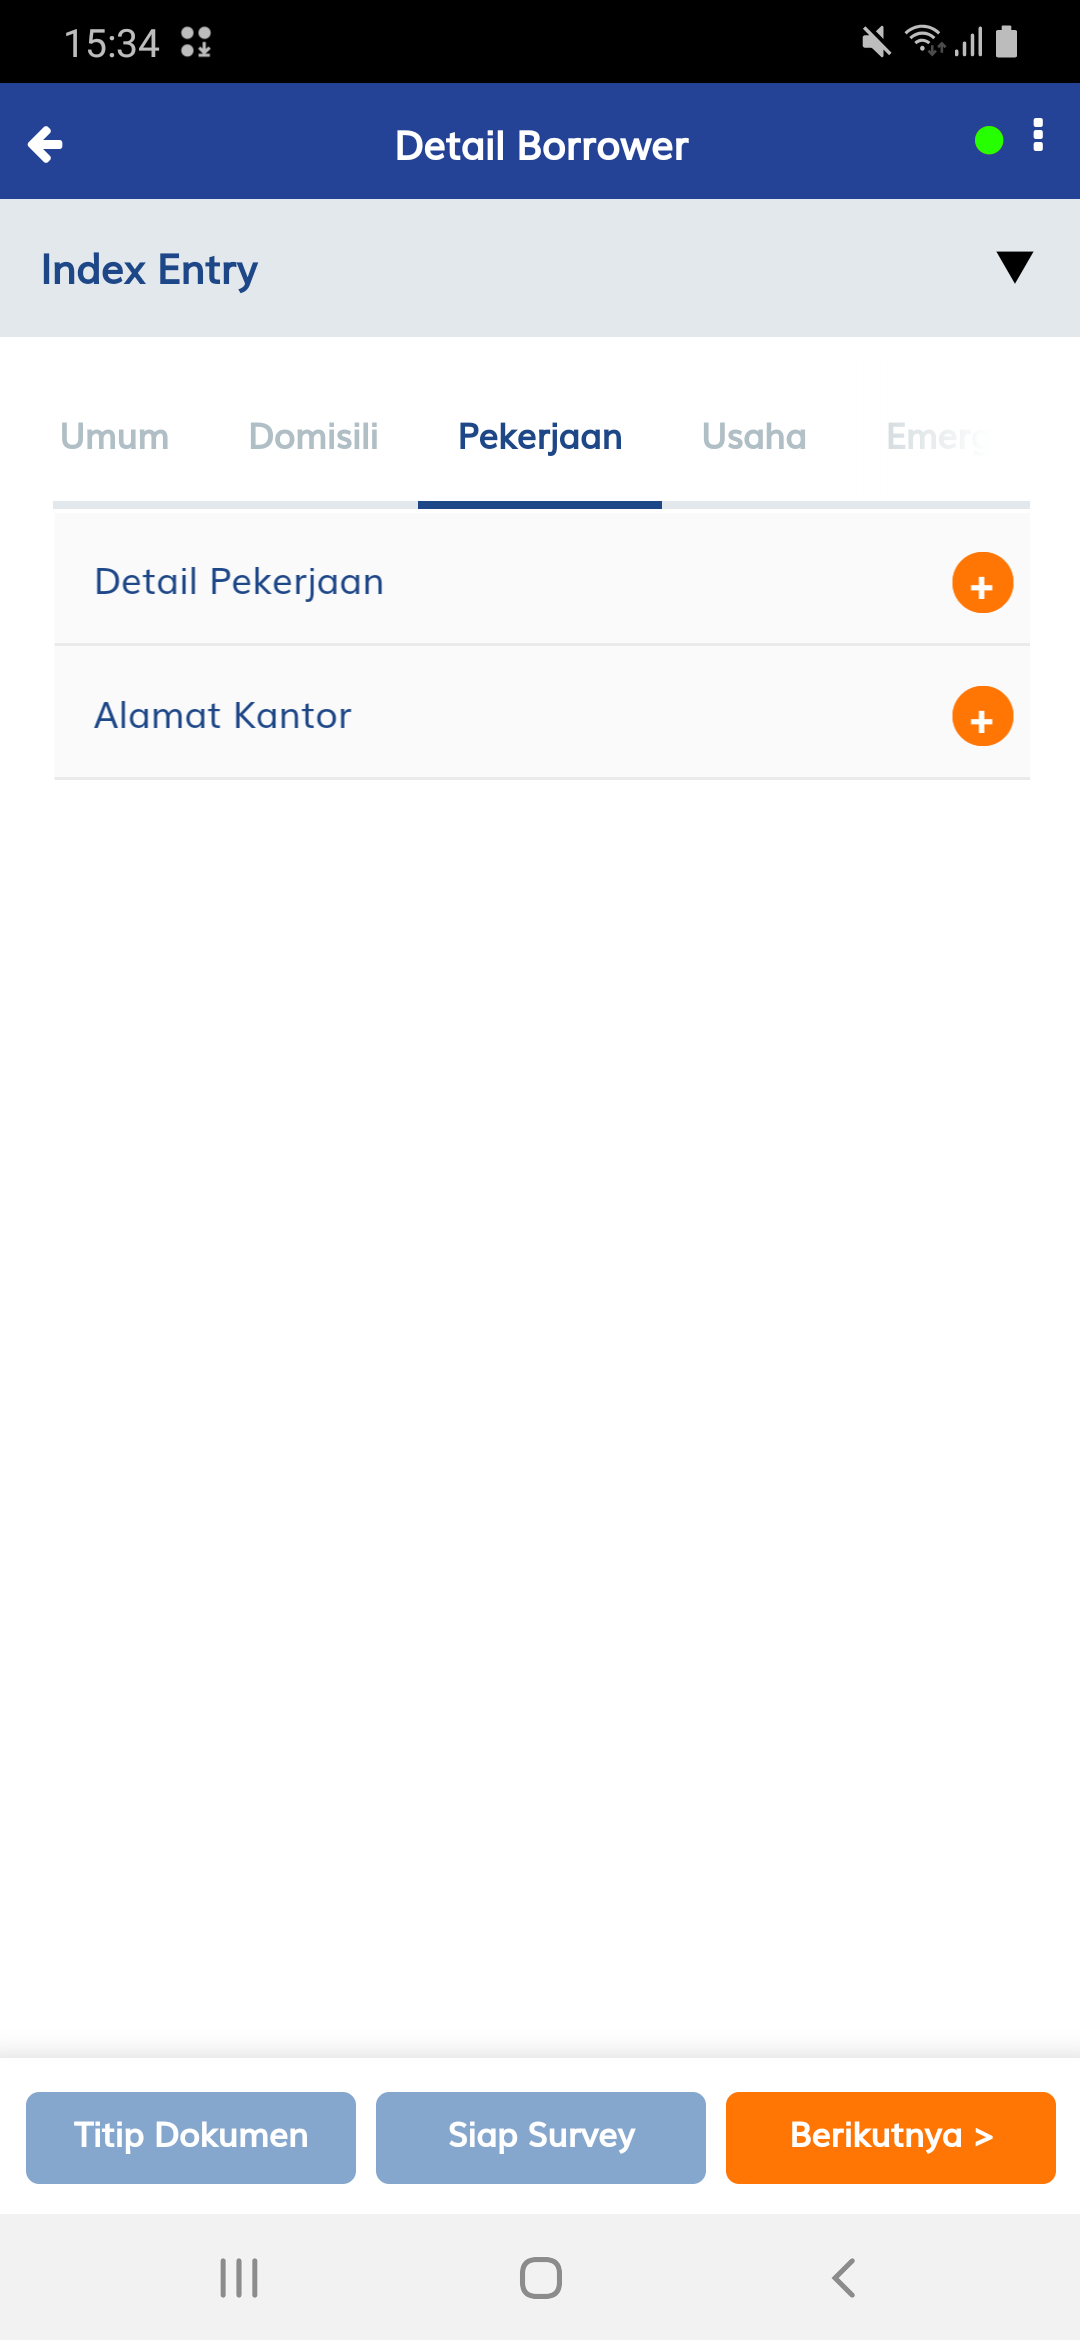 15:34
Detail Borrower
Index Entry
Umum Domisili Pekerjaan Usaha Emerg
Detail Pekerjaan
+
Alamat Kantor
+
Titip Dokumen Siap Survey Berikutnya >